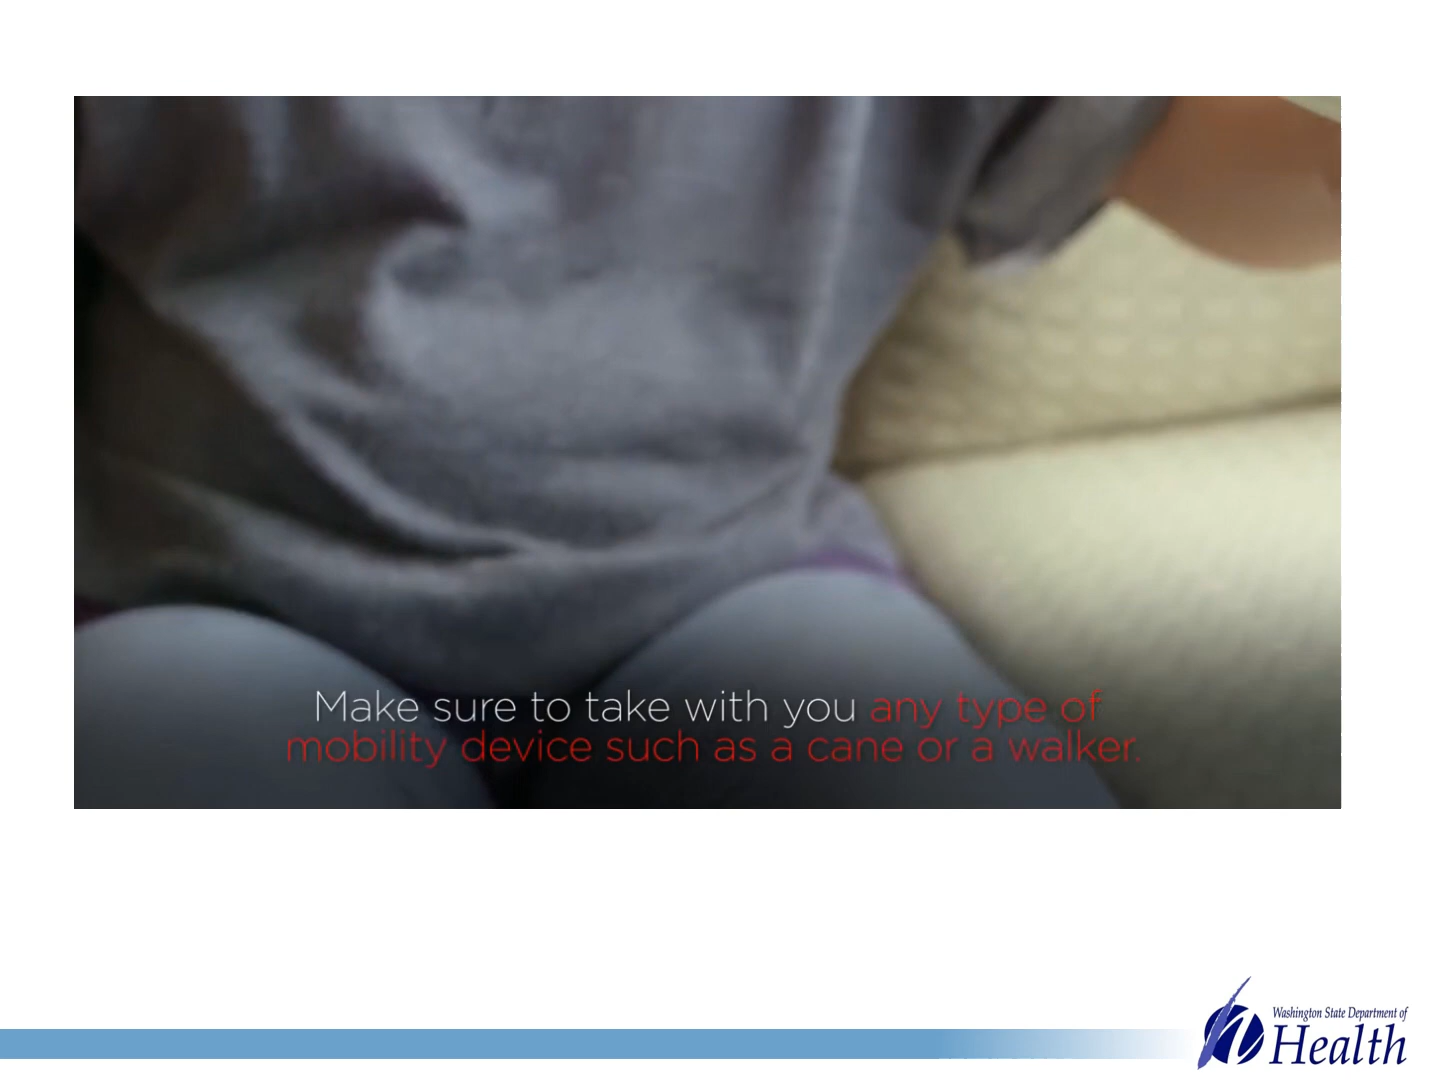 Make sure to take with you any type of
mobility device such as a cane or a walker.
Washington State Department of
Health